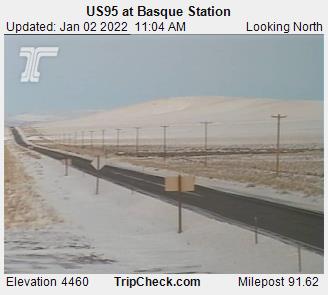 US95 at Basque Station
Updated: Jan 02 2022 11:04 AM Looking North
Elevation 4460 TripCheck.com Milepost 91.62